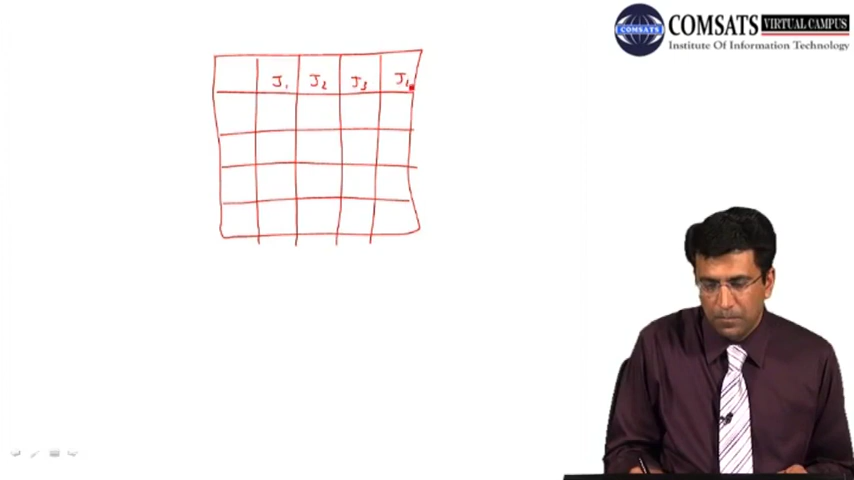 COMSATS VIRTUAL CAMPUS
COMSATS
Institute Of Information Technology
J1 J2 J3 J4